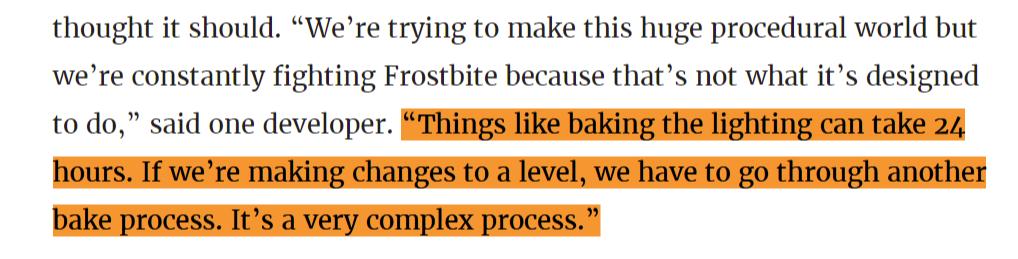 thought it should. “We’re trying to make this huge procedural world but
we’re constantly fighting Frostbite because that’s not what it’s designed
to do,” said one developer. “Things like baking the lighting can take 24
hours. If we’re making changes to a level, we have to go through another
bake process. It’s a very complex process.”